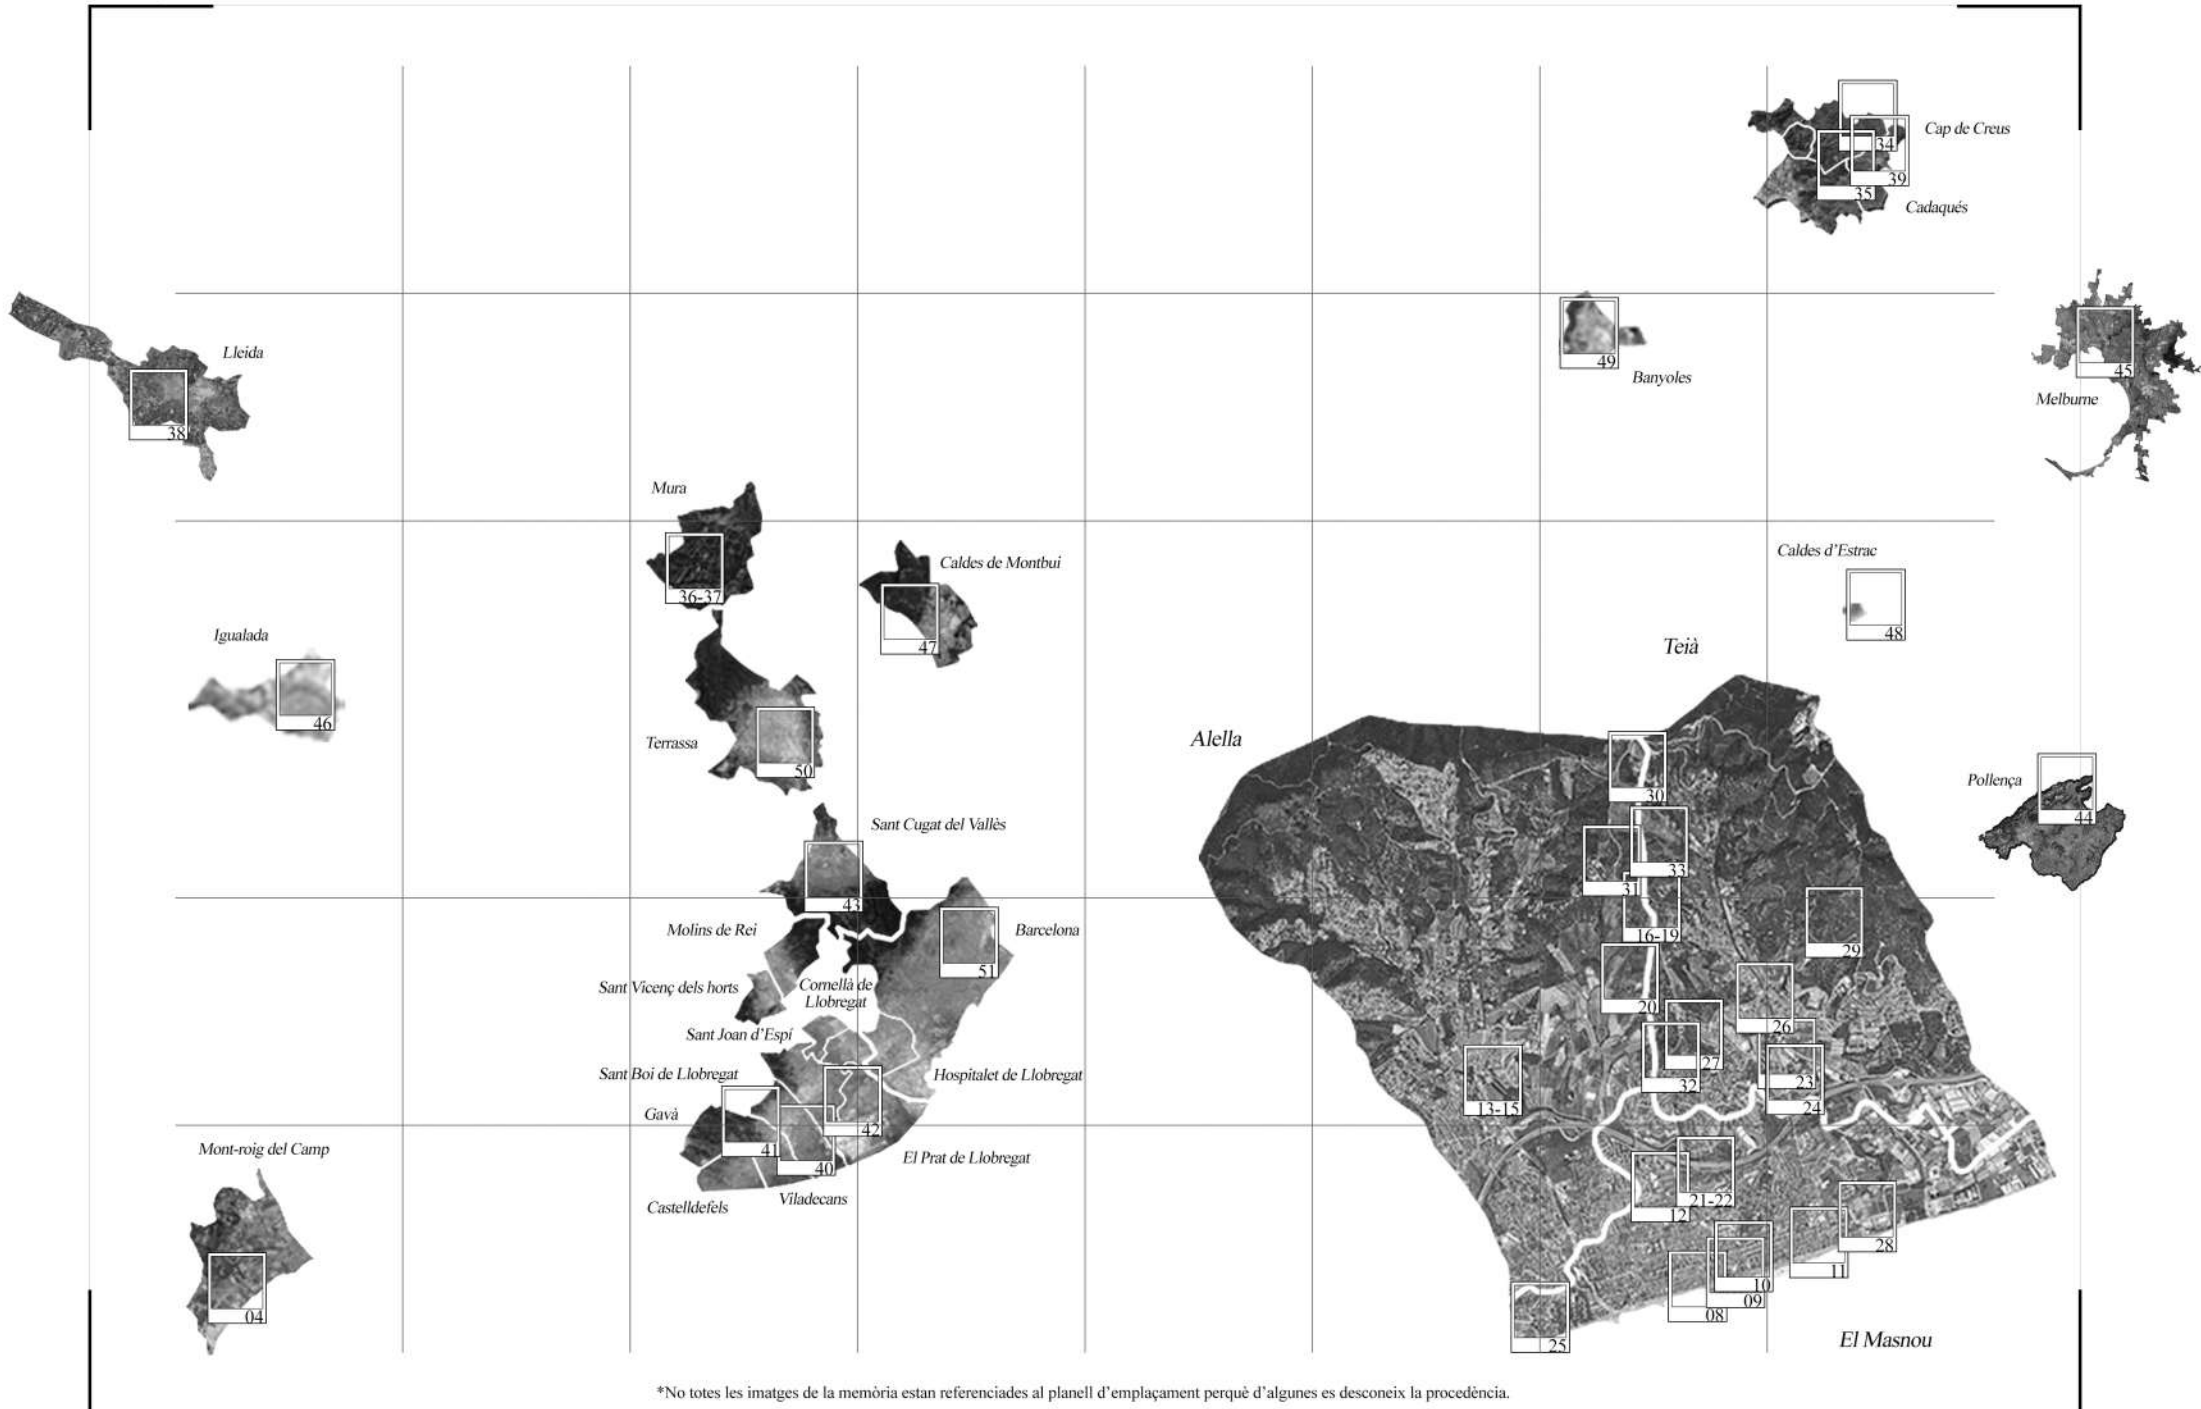 34
Cap de Creus
39
35
Cadaqués
49
Banyoles
45
Melburne
Lleida
38
Mura
36-37
Caldes de Montbui
47
Caldes d’Estrac
48
Igualada
46
Terrassa
50
Teià
Alella
30
33
31
16-19
29
20
26
27
32
23
24
13-15
Pollença
44
Sant Cugat del Vallès
43
Molins de Rei
Barcelona
51
Sant Vicenç dels horts
Cornellà de
Llobregat
Sant Joan d’Espí
Sant Boi de Llobregat
Hospitalet de Llobregat
Gavà
42
41
40
El Prat de Llobregat
Viladecans
Castelldefels
Mont-roig del Camp
04
21-22
12
28
11
10
09
08
25
El Masnou
*No totes les imatges de la memòria estan referenciades al planell d’emplaçament perquè d’algunes es desconeix la procedència.